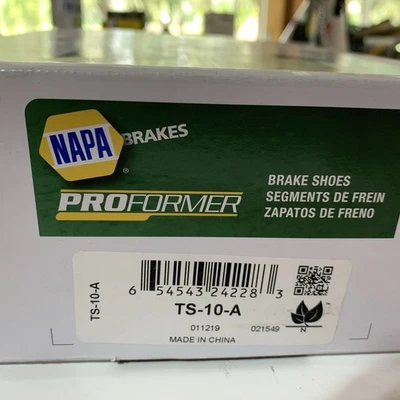 NAPA BRAKES
®
PROFORMER
BRAKE SHOES
SEGMENTS DE FREIN
ZAPATOS DE FRENO
TS-10-A
6 54543 24228 3
TS-10-A
011219 021549
MADE IN CHINA
N